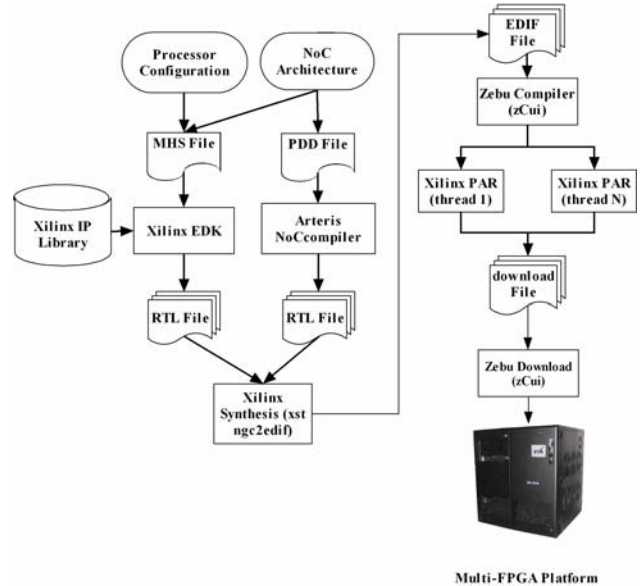 Processor
Configuration
NoC
Architecture
MHS File
PDD File
Xilinx IP
Library
Xilinx EDK
Arteris
NoCcompiler
RTL File
RTL File
Xilinx
Synthesis (xst
ngc2edif)
EDIF
File
Zebu Compiler
(zCui)
Xilinx PAR
(thread 1)
Xilinx PAR
(thread N)
download
File
Zebu Download
(zCui)
Multi-FPGA Platform